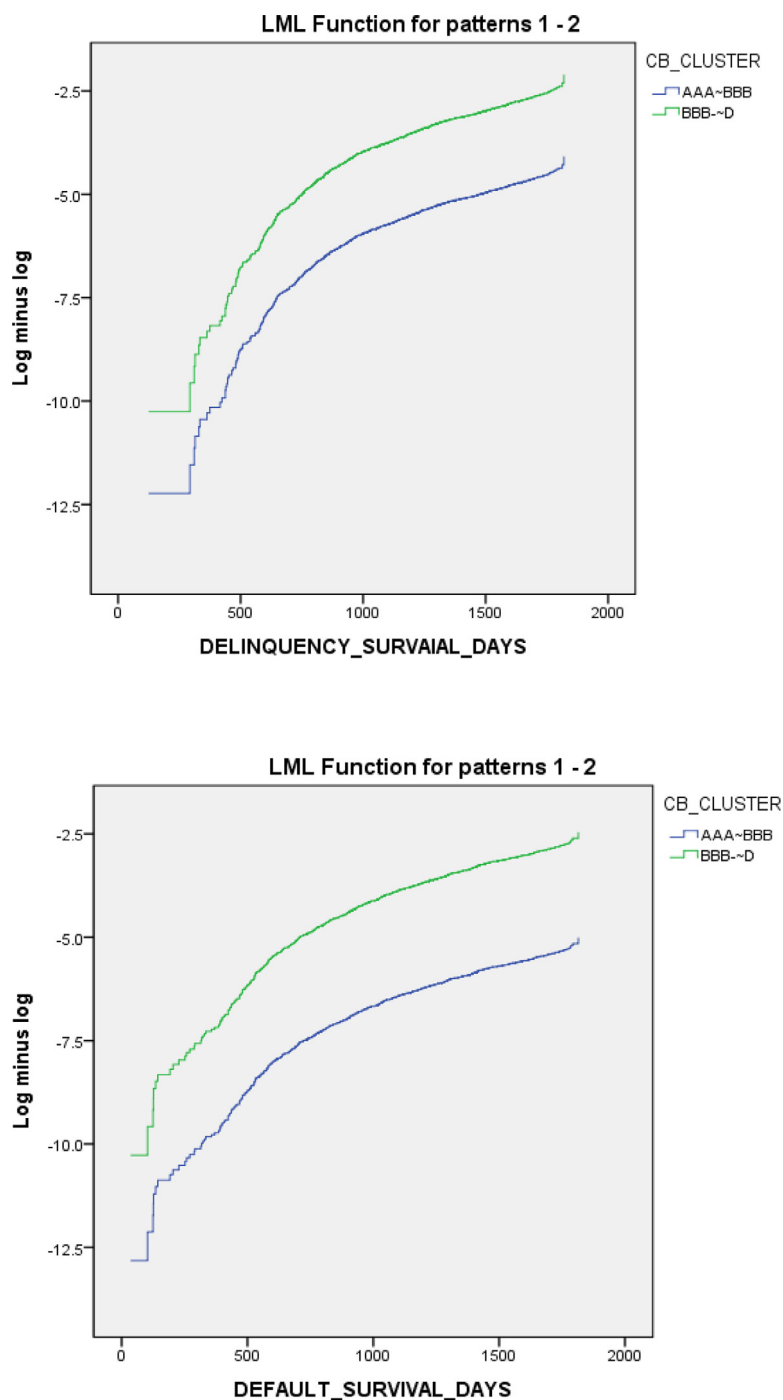 LML Function for patterns 1 - 2
CB_CLUSTER
AAA~BBB
BBB-~D
Log minus log
-2.5
-5.0
-7.5
-10.0
-12.5
0 500 1000 1500 2000
DELINQUENCY_SURVAIAL_DAYS
LML Function for patterns 1 - 2
CB_CLUSTER
AAA~BBB
BBB-~D
Log minus log
-2.5
-5.0
-7.5
-10.0
-12.5
0 500 1000 1500 2000
DEFAULT_SURVIVAL_DAYS